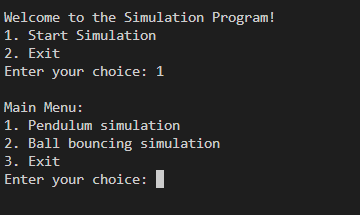 Welcome to the Simulation Program!
1. Start Simulation
2. Exit
Enter your choice: 1
Main Menu:
1. Pendulum simulation
2. Ball bouncing simulation
3. Exit
Enter your choice: